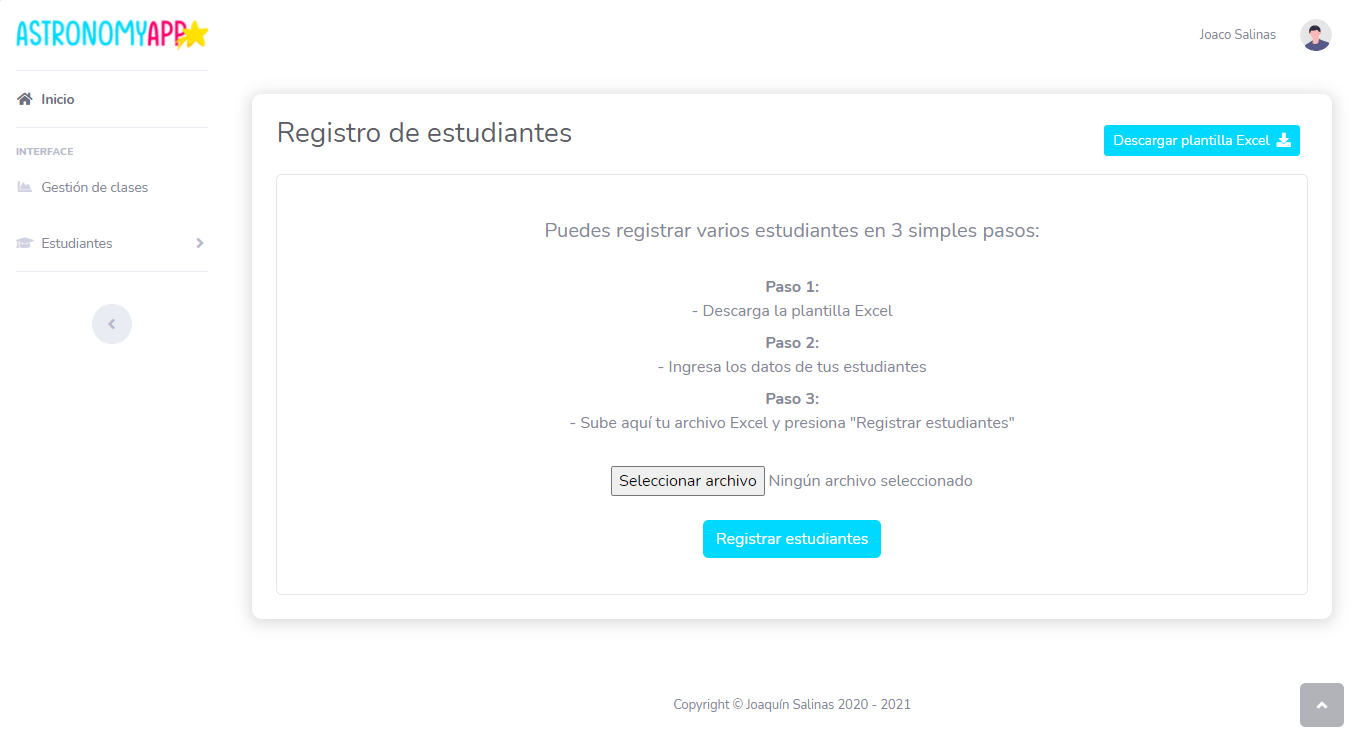 ASTRONOMYAPP
Joaco Salinas
Inicio
INTERFACE
Gestión de clases
Estudiantes
Registro de estudiantes
Descargar plantilla Excel
Puedes registrar varios estudiantes en 3 simples pasos:
Paso 1:
- Descarga la plantilla Excel
Paso 2:
- Ingresa los datos de tus estudiantes
Paso 3:
- Sube aquí tu archivo Excel y presiona "Registrar estudiantes"
Seleccionar archivo Ningún archivo seleccionado
Registrar estudiantes
Copyright © Joaquín Salinas 2020 - 2021